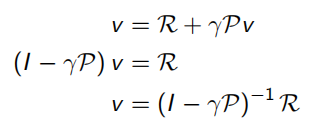 v = ℛ + γ𝒫v
(I − γ𝒫) v = ℛ
v = (I − γ𝒫)⁻¹ ℛ